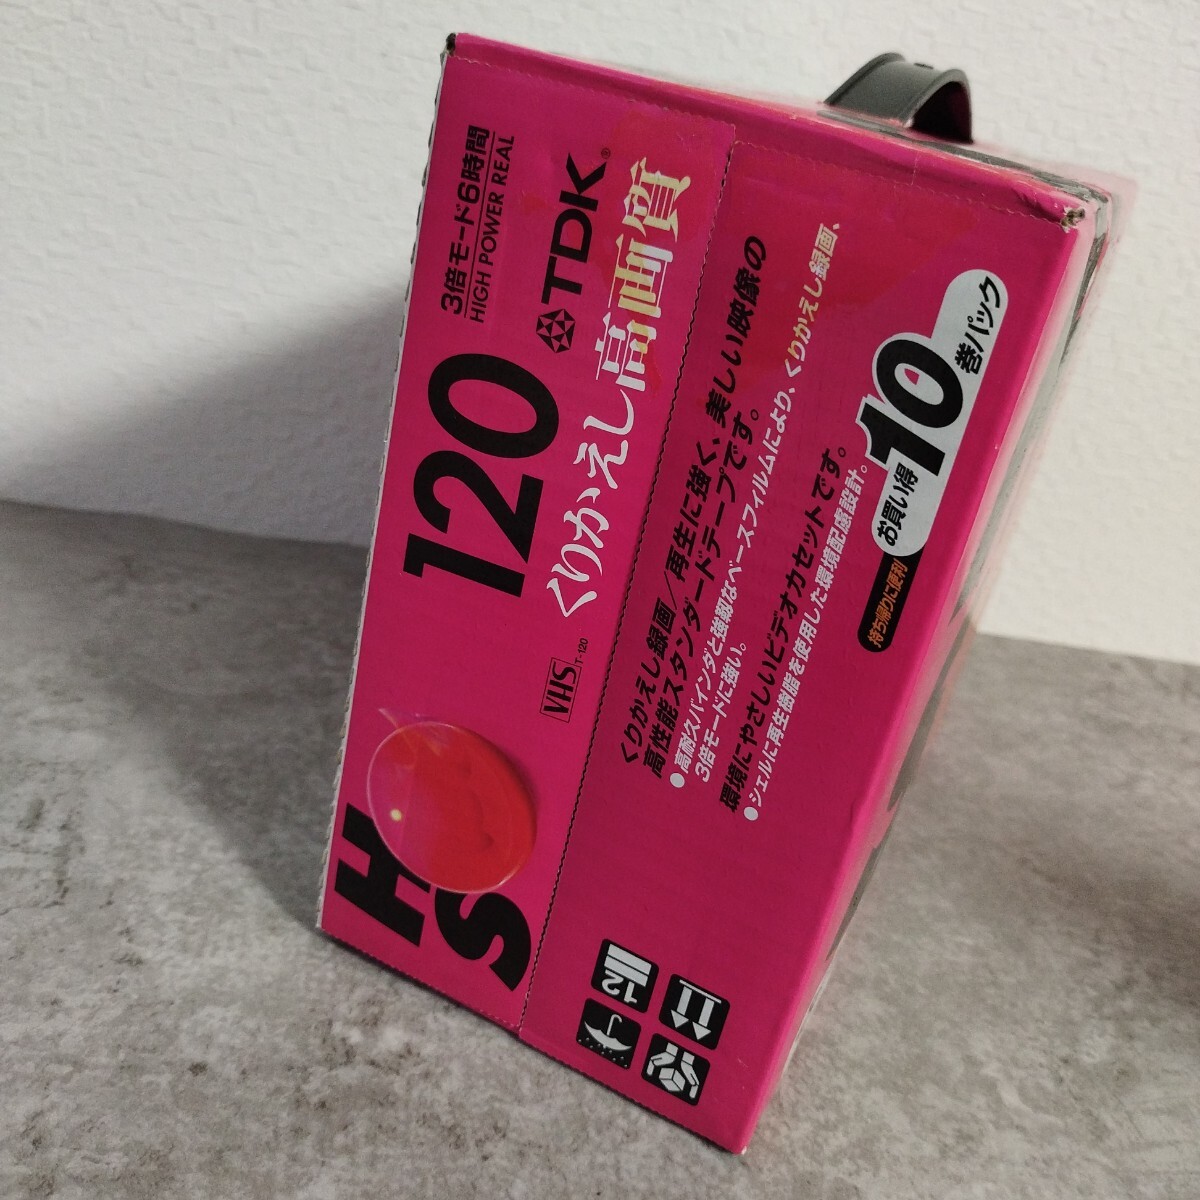 3倍モード6時間
HIGH POWER REAL
120
TDK®
くりかえし高画質
VHS T-120
HS
くりかえし録画/再生に強く、美しい映像の
高性能スタンダードテープです。
●高耐久バインダと強靱なベースフィルムにより、くりかえし録画、
3倍モードに強い。
環境にやさしいビデオカセットです。
●シェルに再生樹脂を使用した環境配慮設計。
持ち帰りに便利
お買い得10巻パック
12